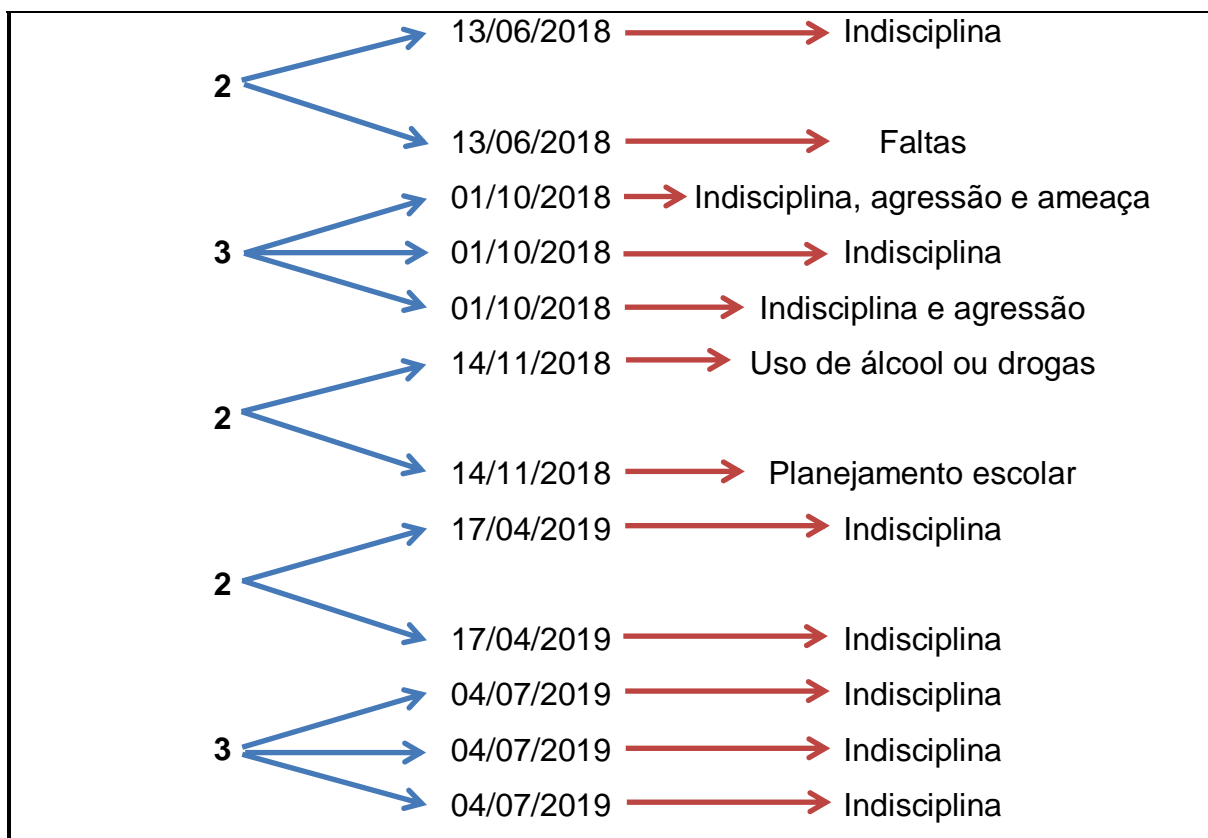 13/06/2018 Indisciplina
2
13/06/2018 Faltas
01/10/2018 Indisciplina, agressão e ameaça
3 01/10/2018 Indisciplina
01/10/2018 Indisciplina e agressão
14/11/2018 Uso de álcool ou drogas
2
14/11/2018 Planejamento escolar
17/04/2019 Indisciplina
2
17/04/2019 Indisciplina
04/07/2019 Indisciplina
3 04/07/2019 Indisciplina
04/07/2019 Indisciplina